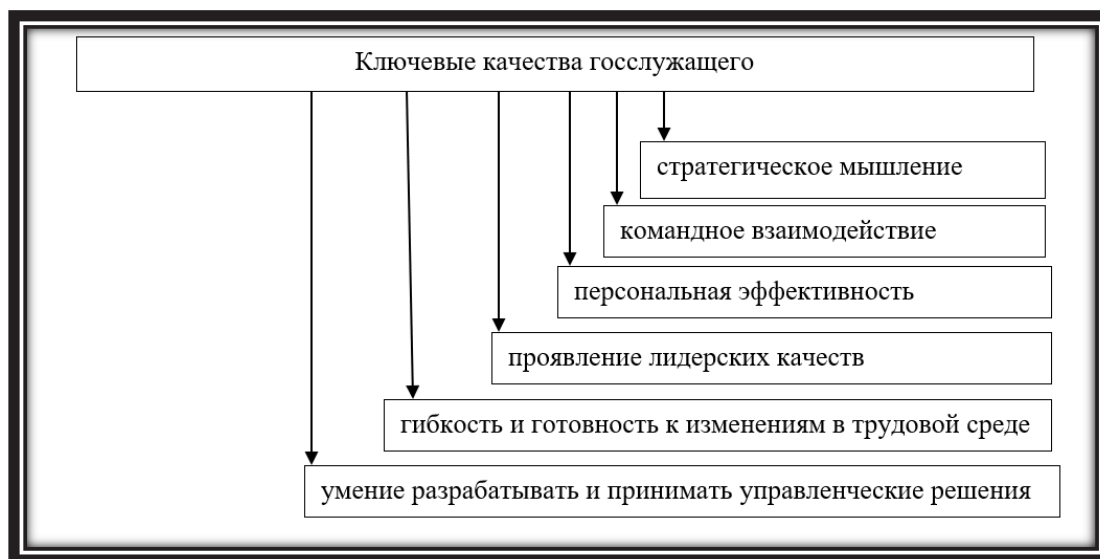 Ключевые качества госслужащего
стратегическое мышление
командное взаимодействие
персональная эффективность
проявление лидерских качеств
гибкость и готовность к изменениям в трудовой среде
умение разрабатывать и принимать управленческие решения